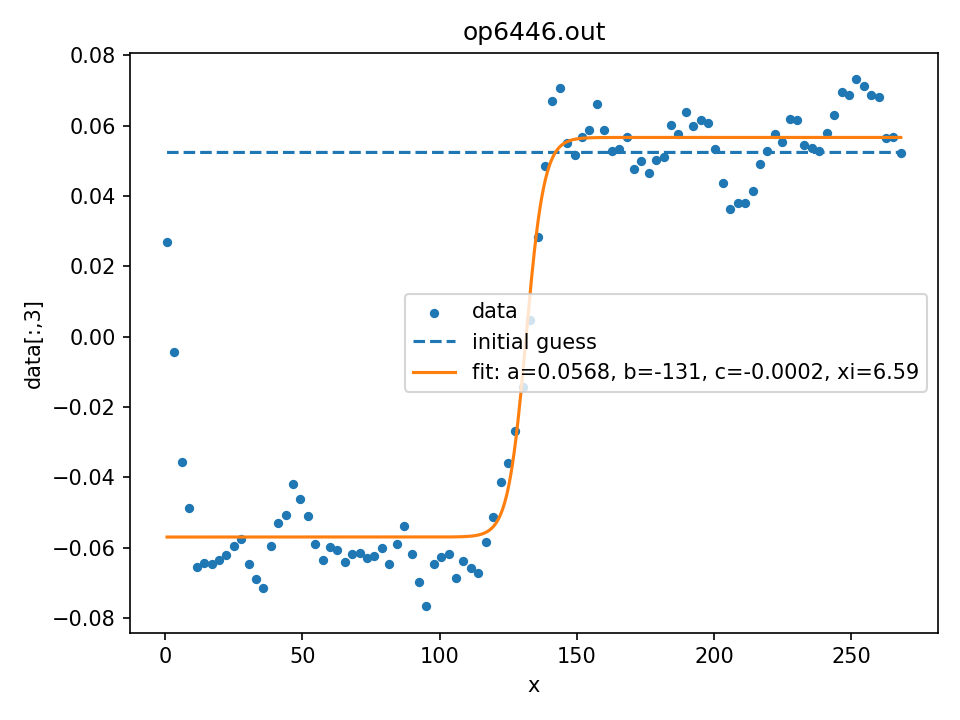 op6446.out
0.08
0.06
0.04
0.02
0.00
−0.02
−0.04
−0.06
−0.08
data[:,3]
data
initial guess
fit: a=0.0568, b=-131, c=-0.0002, xi=6.59
0 50 100 150 200 250
x